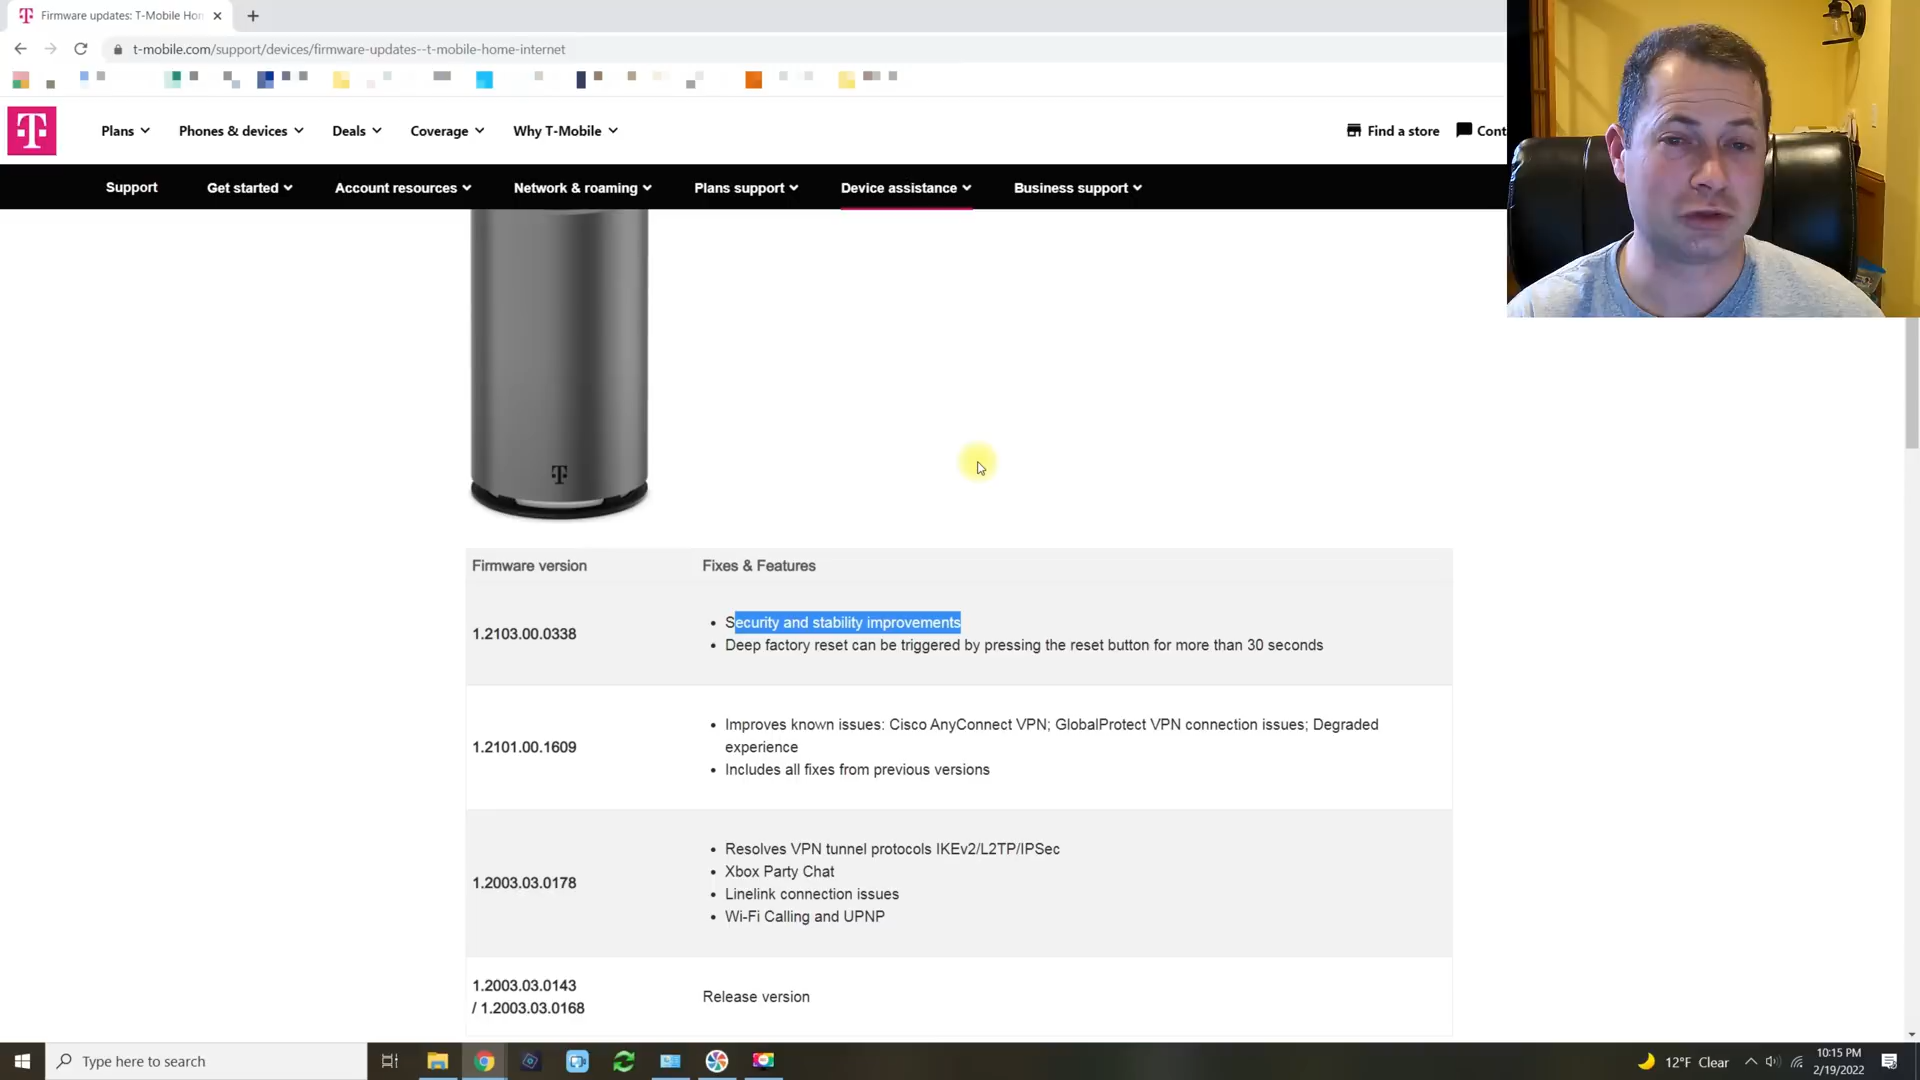 Firmware updates: T-Mobile Hom
t-mobile.com/support/devices/firmware-updates--t-mobile-home-internet
Plans
Phones & devices
Deals
Coverage
Why T-Mobile
Find a store
Cont
Support
Get started
Account resources
Network & roaming
Plans support
Device assistance
Business support
Firmware version
Fixes & Features
1.2103.00.0338
• Security and stability improvements
• Deep factory reset can be triggered by pressing the reset button for more than 30 seconds
1.2101.00.1609
• Improves known issues: Cisco AnyConnect VPN; GlobalProtect VPN connection issues; Degraded
experience
• Includes all fixes from previous versions
1.2003.03.0178
• Resolves VPN tunnel protocols IKEv2/L2TP/IPSec
• Xbox Party Chat
• Linelink connection issues
• Wi-Fi Calling and UPNP
1.2003.03.0143
/ 1.2003.03.0168
Release version
Type here to search
12°F Clear
10:15 PM
2/19/2022